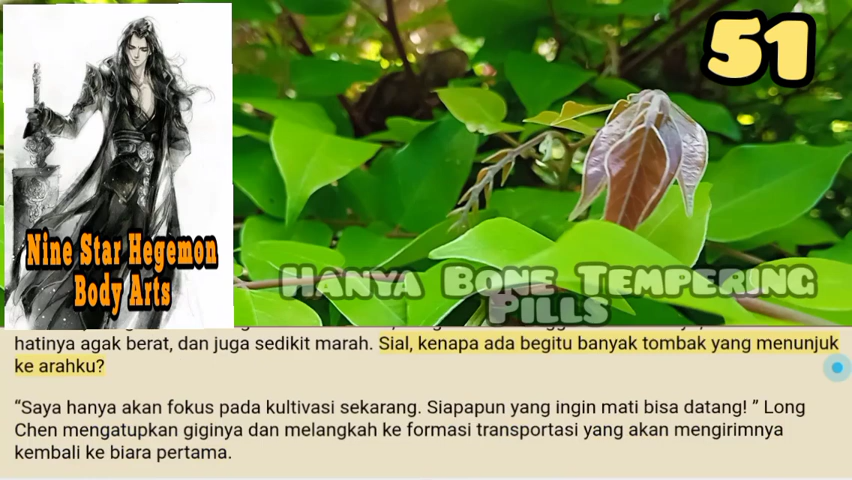 51
Nine Star Hegemon
Body Arts
Hanya Bone Tempering
Pills
hatinya agak berat, dan juga sedikit marah. Sial, kenapa ada begitu banyak tombak yang menunjuk
ke arahku?
“Saya hanya akan fokus pada kultivasi sekarang. Siapapun yang ingin mati bisa datang! ” Long
Chen mengatupkan giginya dan melangkah ke formasi transportasi yang akan mengirimnya
kembali ke biara pertama.